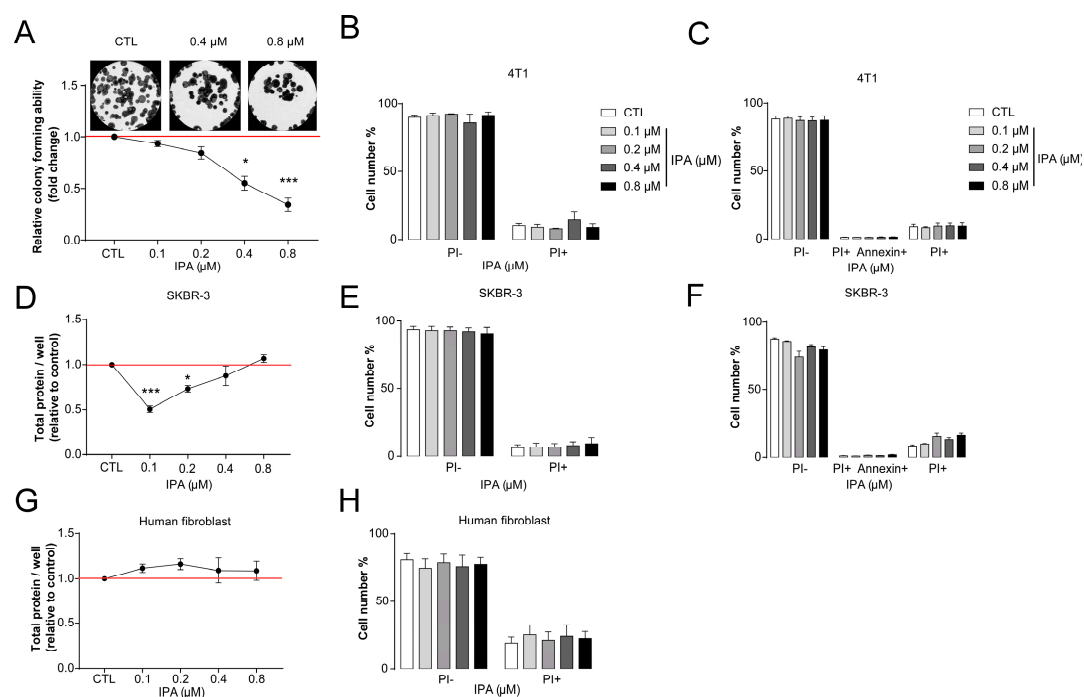 A
CTL 0.4 µM 0.8 µM
Relative colony forming ability
(fold change)
1.5
1.0
0.5
0.0
*
***
CTL 0.1 0.2 0.4 0.8
IPA (µM)
B
4T1
Cell number %
100
50
0
PI- PI+
IPA (µM)
CTL
0.1 µM
0.2 µM
0.4 µM
0.8 µM
IPA (µM)
C
4T1
Cell number %
100
50
0
PI- PI+ Annexin+ PI+
IPA (µM)
CTL
0.1 µM
0.2 µM
0.4 µM
0.8 µM
IPA (µM)
D
SKBR-3
Total protein / well
(relative to control)
1.5
1.0
0.5
0.0
***
*
CTL 0.1 0.2 0.4 0.8
IPA (µM)
E
SKBR-3
Cell number %
100
50
0
PI- PI+
IPA (µM)
F
SKBR-3
Cell number %
100
50
0
PI- PI+ Annexin+ PI+
IPA (µM)
G
Human fibroblast
Total protein / well
(relative to control)
1.5
1.0
0.5
0.0
CTL 0.1 0.2 0.4 0.8
IPA (µM)
H
Human fibroblast
Cell number %
100
50
0
PI- PI+
IPA (µM)